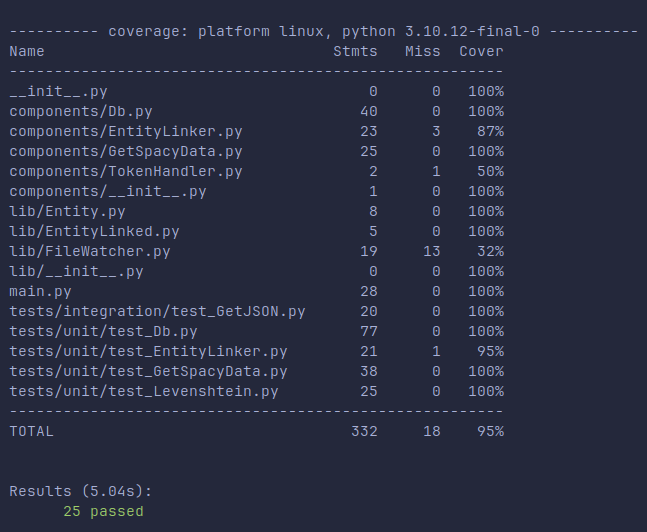 ---------- coverage: platform linux, python 3.10.12-final-0 ----------
Name                                Stmts   Miss  Cover
-------------------------------------------------------
__init__.py                             0      0   100%
components/Db.py                       40      0   100%
components/EntityLinker.py             23      3    87%
components/GetSpacyData.py             25      0   100%
components/TokenHandler.py              2      1    50%
components/__init__.py                  1      0   100%
lib/Entity.py                           8      0   100%
lib/EntityLinked.py                     5      0   100%
lib/FileWatcher.py                     19     13    32%
lib/__init__.py                         0      0   100%
main.py                                28      0   100%
tests/integration/test_GetJSON.py      20      0   100%
tests/unit/test_Db.py                  77      0   100%
tests/unit/test_EntityLinker.py        21      1    95%
tests/unit/test_GetSpacyData.py        38      0   100%
tests/unit/test_Levenshtein.py         25      0   100%
-------------------------------------------------------
TOTAL                                 332     18    95%
Results (5.04s):
      25 passed